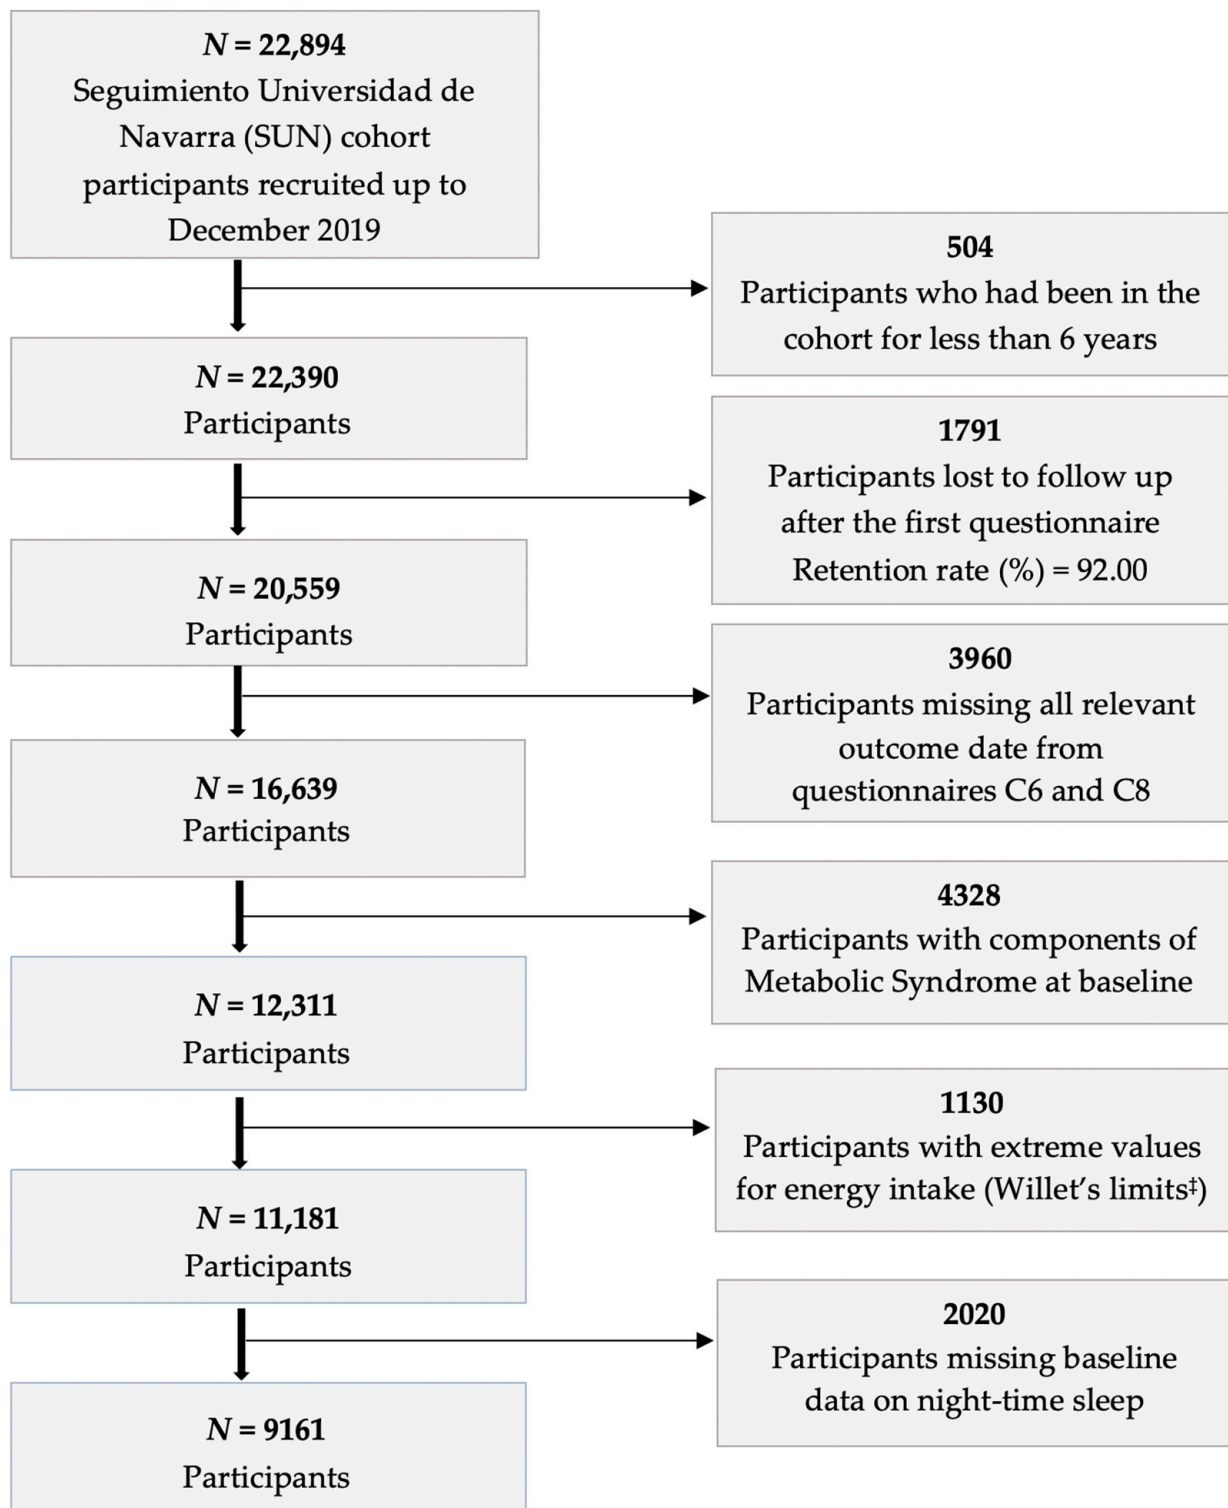 N = 22,894
Seguimiento Universidad de
Navarra (SUN) cohort
participants recruited up to
December 2019
504
Participants who had been in the
cohort for less than 6 years
N = 22,390
Participants
1791
Participants lost to follow up
after the first questionnaire
Retention rate (%) = 92.00
N = 20,559
Participants
3960
Participants missing all relevant
outcome date from
questionnaires C6 and C8
N = 16,639
Participants
4328
Participants with components of
Metabolic Syndrome at baseline
N = 12,311
Participants
1130
Participants with extreme values
for energy intake (Willet’s limits‡)
N = 11,181
Participants
2020
Participants missing baseline
data on night-time sleep
N = 9161
Participants